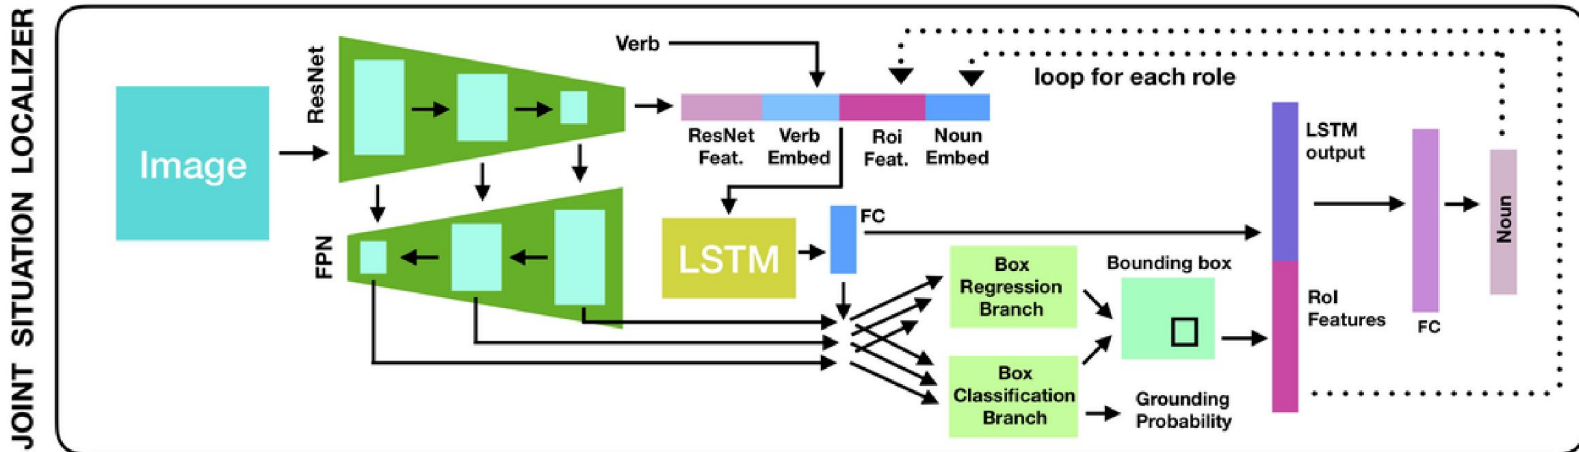 JOINT SITUATION LOCALIZER
Image
ResNet
FPN
Verb
ResNet
Feat.
Verb
Embed
Roi
Feat.
Noun
Embed
loop for each role
LSTM
FC
Box
Regression
Branch
Box
Classification
Branch
Bounding box
Grounding
Probability
LSTM
output
RoI
Features
FC
Noun